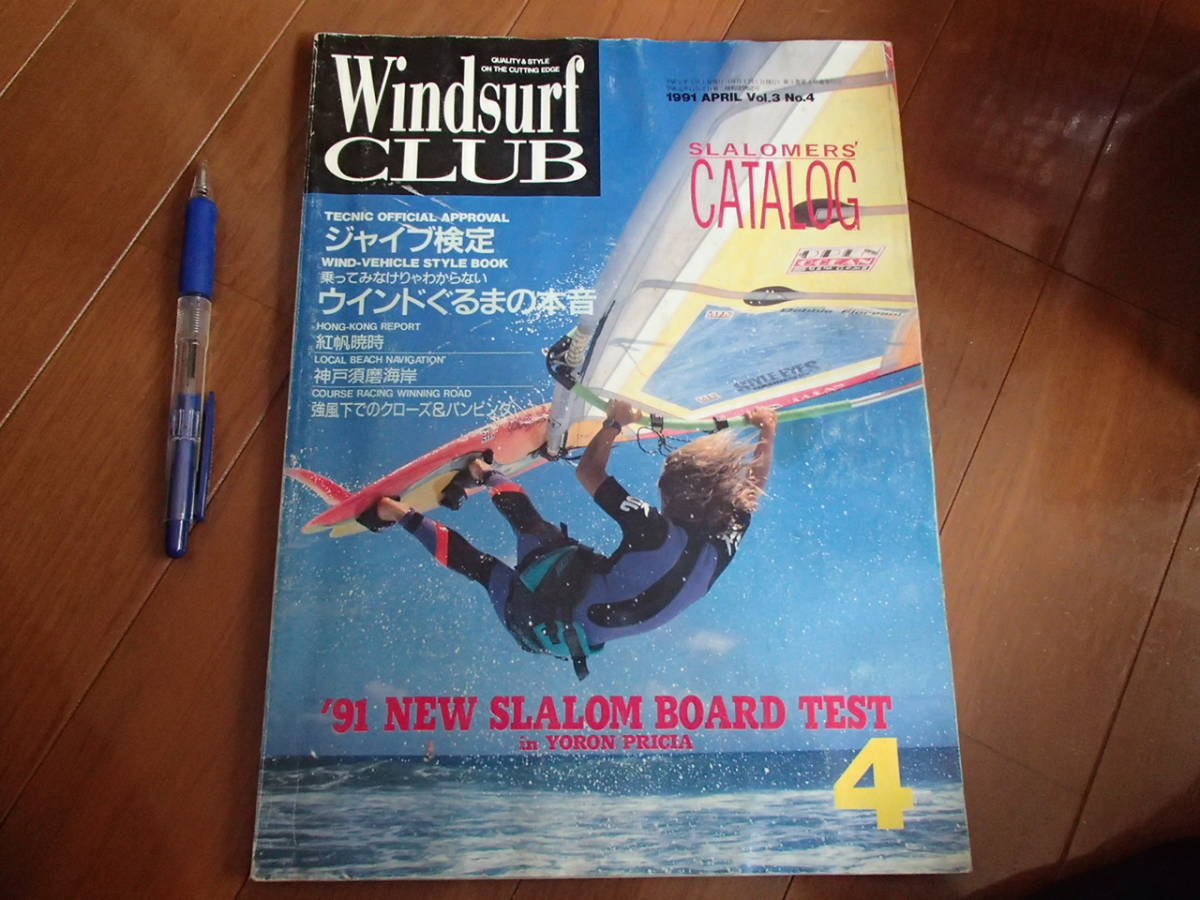 QUALITY & STYLE
ON THE CUTTING EDGE
Windsurf
CLUB
1991 APRIL Vol.3 No.4
SLALOMERS'
CATALOG
TECNIC OFFICIAL APPROVAL
ジャイブ検定
WIND-VEHICLE STYLE BOOK
乗ってみなけりゃわからない
ウインドぐるまの本音
HONG-KONG REPORT
紅帆暁時
LOCAL BEACH NAVIGATION
神戸須磨海岸
COURSE RACING WINNING ROAD
強風下でのクローズ&パンピング
OCEAN
'91 NEW SLALOM BOARD TEST
in YORON PRICIA
4